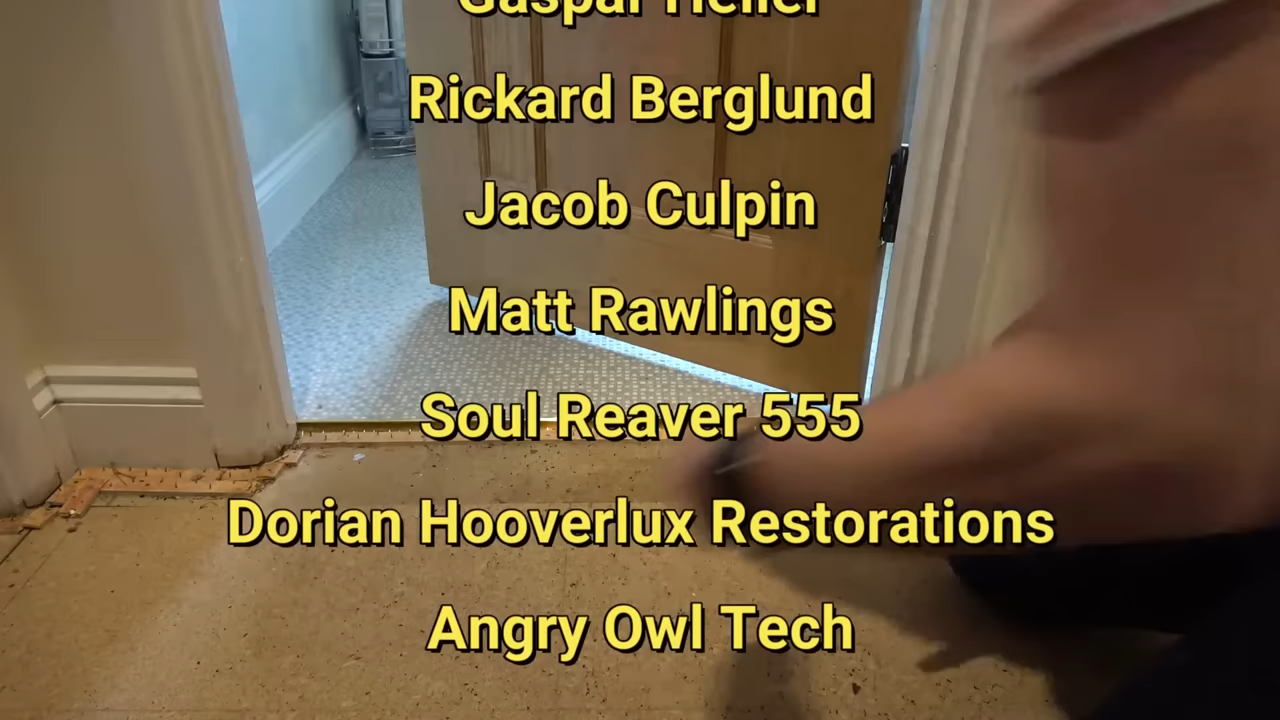 Rickard Berglund
Jacob Culpin
Matt Rawlings
Soul Reaver 555
Dorian Hooverlux Restorations
Angry Owl Tech